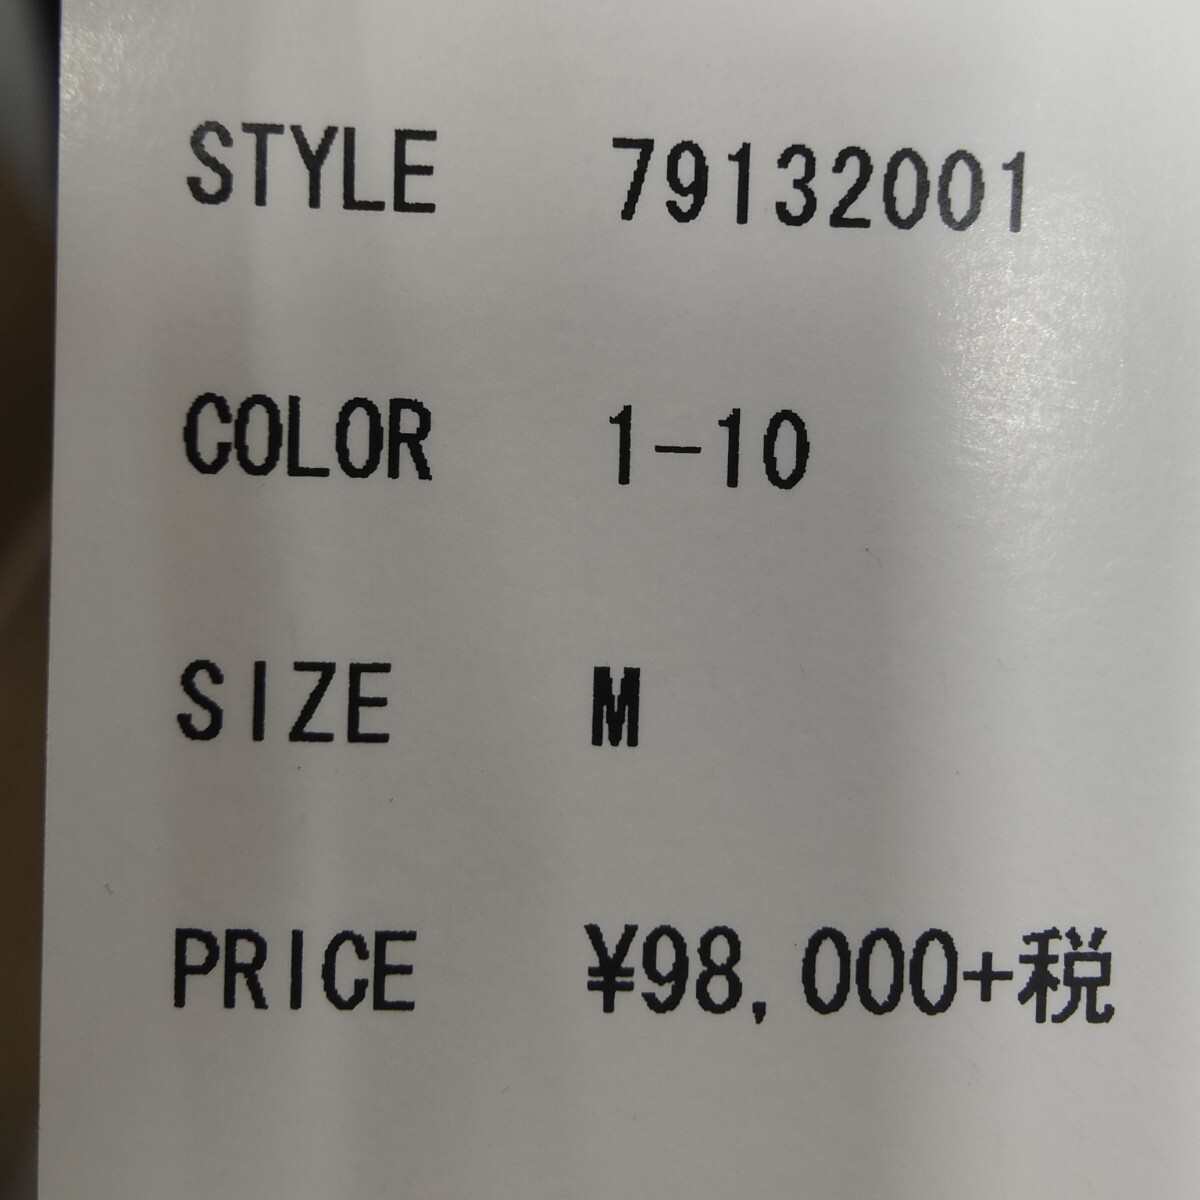 STYLE 79132001
COLOR 1-10
SIZE M
PRICE ¥98,000+税